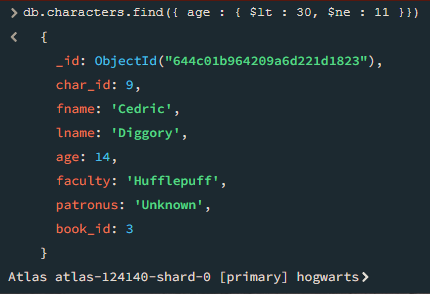 > db.characters.find({ age : { $lt : 30, $ne : 11 }})
< {
_id: ObjectId("644c01b964209a6d221d1823"),
char_id: 9,
fname: 'Cedric',
lname: 'Diggory',
age: 14,
faculty: 'Hufflepuff',
patronus: 'Unknown',
book_id: 3
}
Atlas atlas-124140-shard-0 [primary] hogwarts>